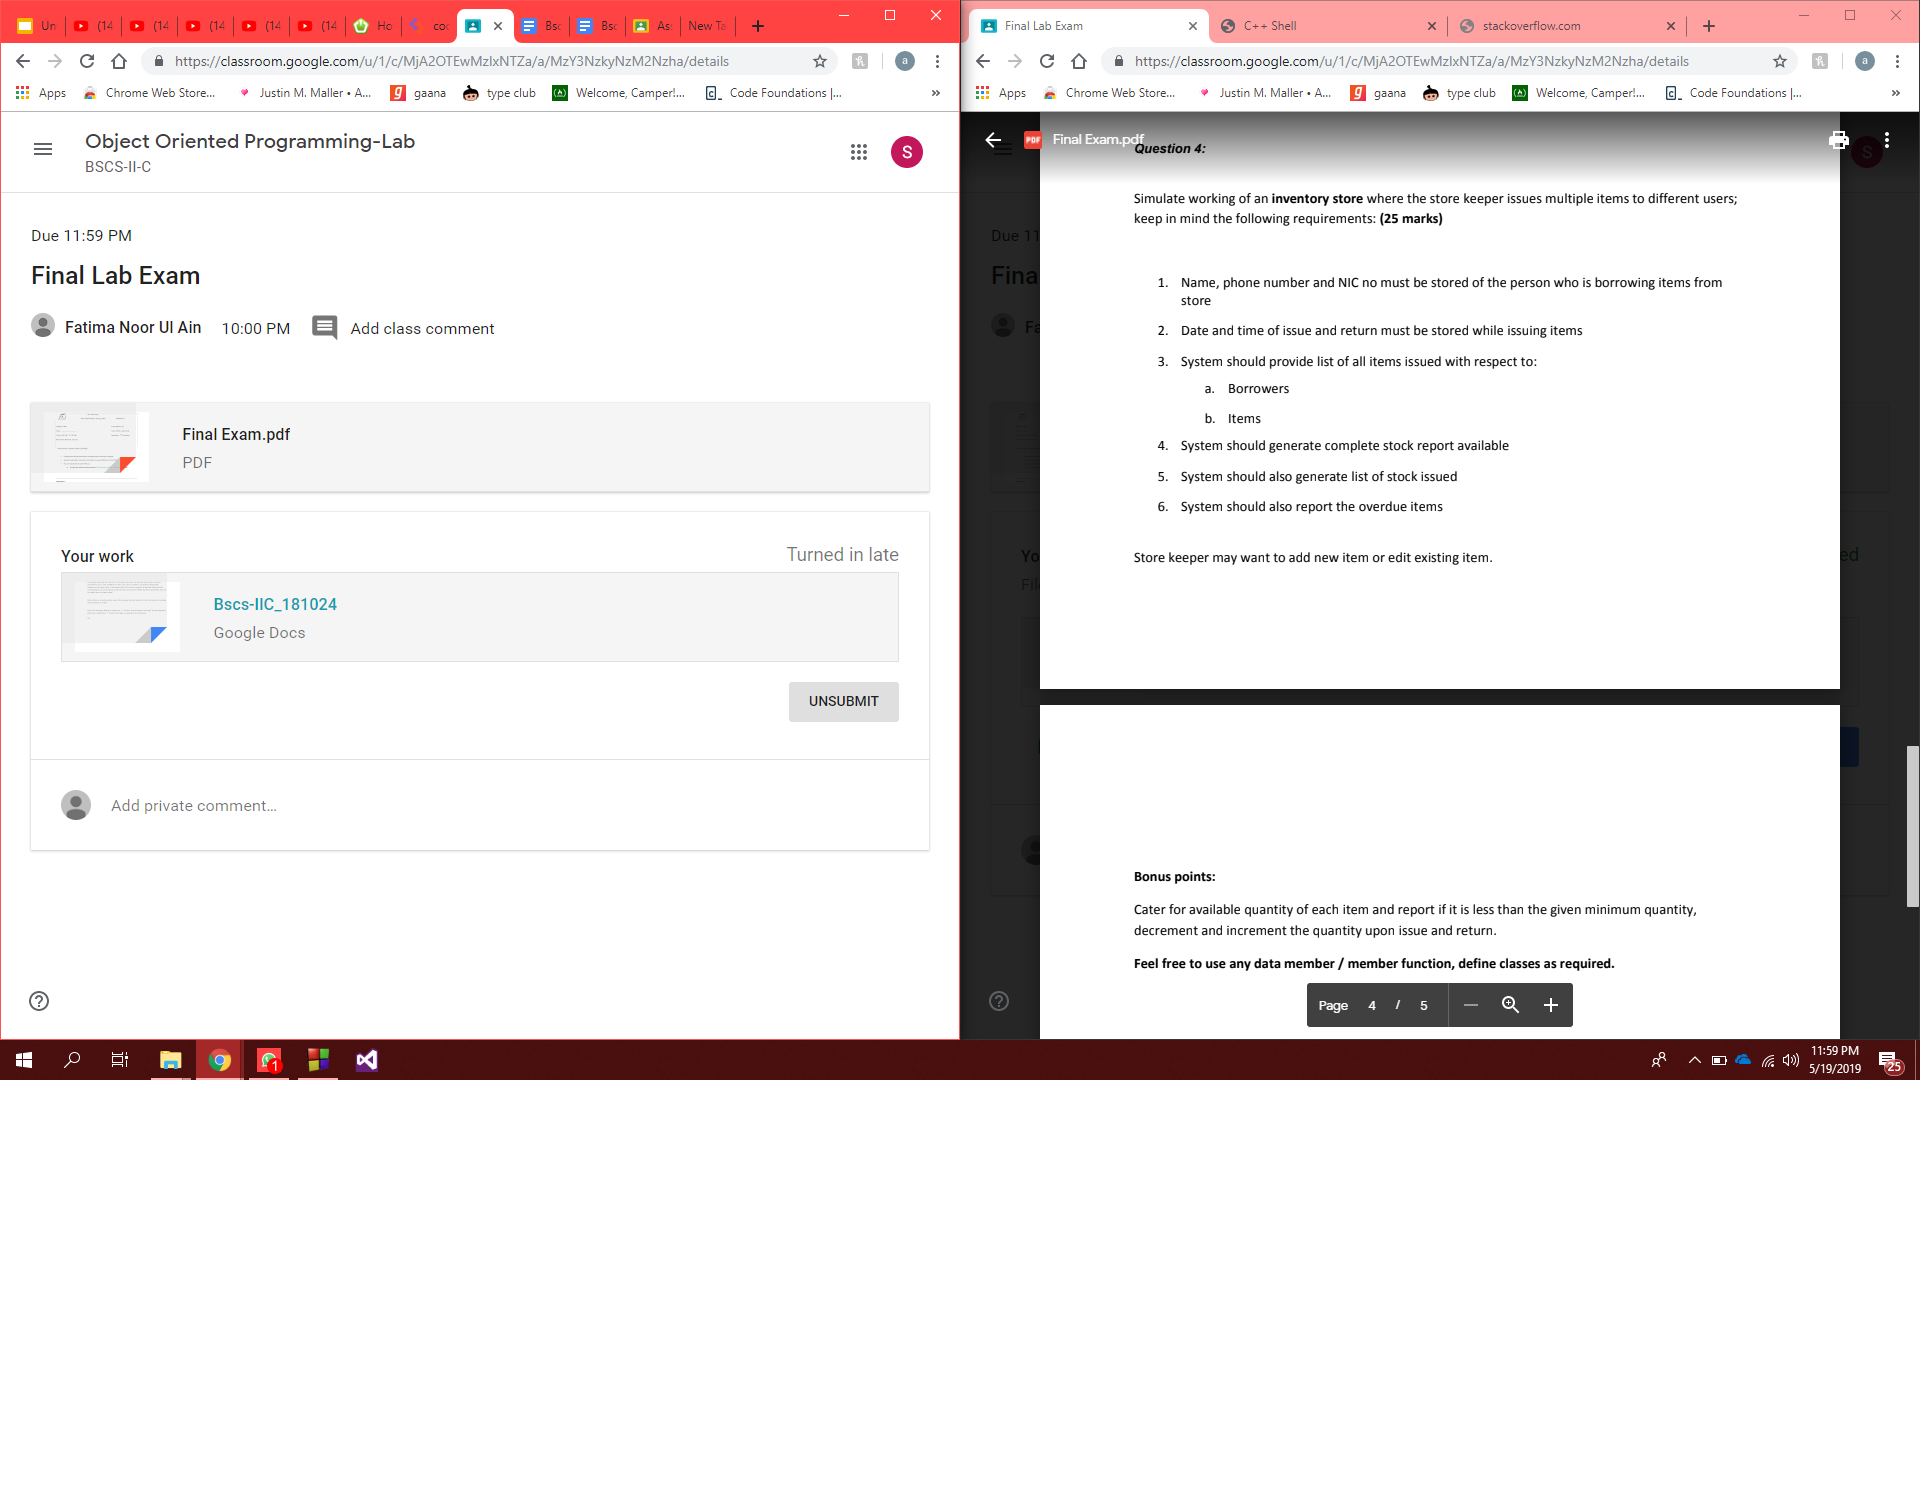 Un
(14
(14
(14
(14
(14
Ho
co
Bsc
Bsc
As
New Ta
https://classroom.google.com/u/1/c/MjA2OTEwMzIxNTZa/a/MzY3NzkyNzM2Nzha/details
a
Apps
Chrome Web Store...
Justin M. Maller • A...
gaana
type club
Welcome, Camper!...
Code Foundations |...
»
Object Oriented Programming-Lab
BSCS-II-C
S
Due 11:59 PM
Final Lab Exam
Fatima Noor Ul Ain 10:00 PM Add class comment
Final Exam.pdf
PDF
Your work Turned in late
Bscs-IIC_181024
Google Docs
UNSUBMIT
Add private comment...
Final Lab Exam
C++ Shell
stackoverflow.com
https://classroom.google.com/u/1/c/MjA2OTEwMzIxNTZa/a/MzY3NzkyNzM2Nzha/details
a
Apps
Chrome Web Store...
Justin M. Maller • A...
gaana
type club
Welcome, Camper!...
Code Foundations |...
»
PDF Final Exam.pdf
S
Due 11
Fina
Fa
Yo
Fil
ed
Question 4:
Simulate working of an inventory store where the store keeper issues multiple items to different users;
keep in mind the following requirements: (25 marks)
1. Name, phone number and NIC no must be stored of the person who is borrowing items from
store
2. Date and time of issue and return must be stored while issuing items
3. System should provide list of all items issued with respect to:
a. Borrowers
b. Items
4. System should generate complete stock report available
5. System should also generate list of stock issued
6. System should also report the overdue items
Store keeper may want to add new item or edit existing item.
Bonus points:
Cater for available quantity of each item and report if it is less than the given minimum quantity,
decrement and increment the quantity upon issue and return.
Feel free to use any data member / member function, define classes as required.
Page 4 / 5
1
11:59 PM
5/19/2019
25